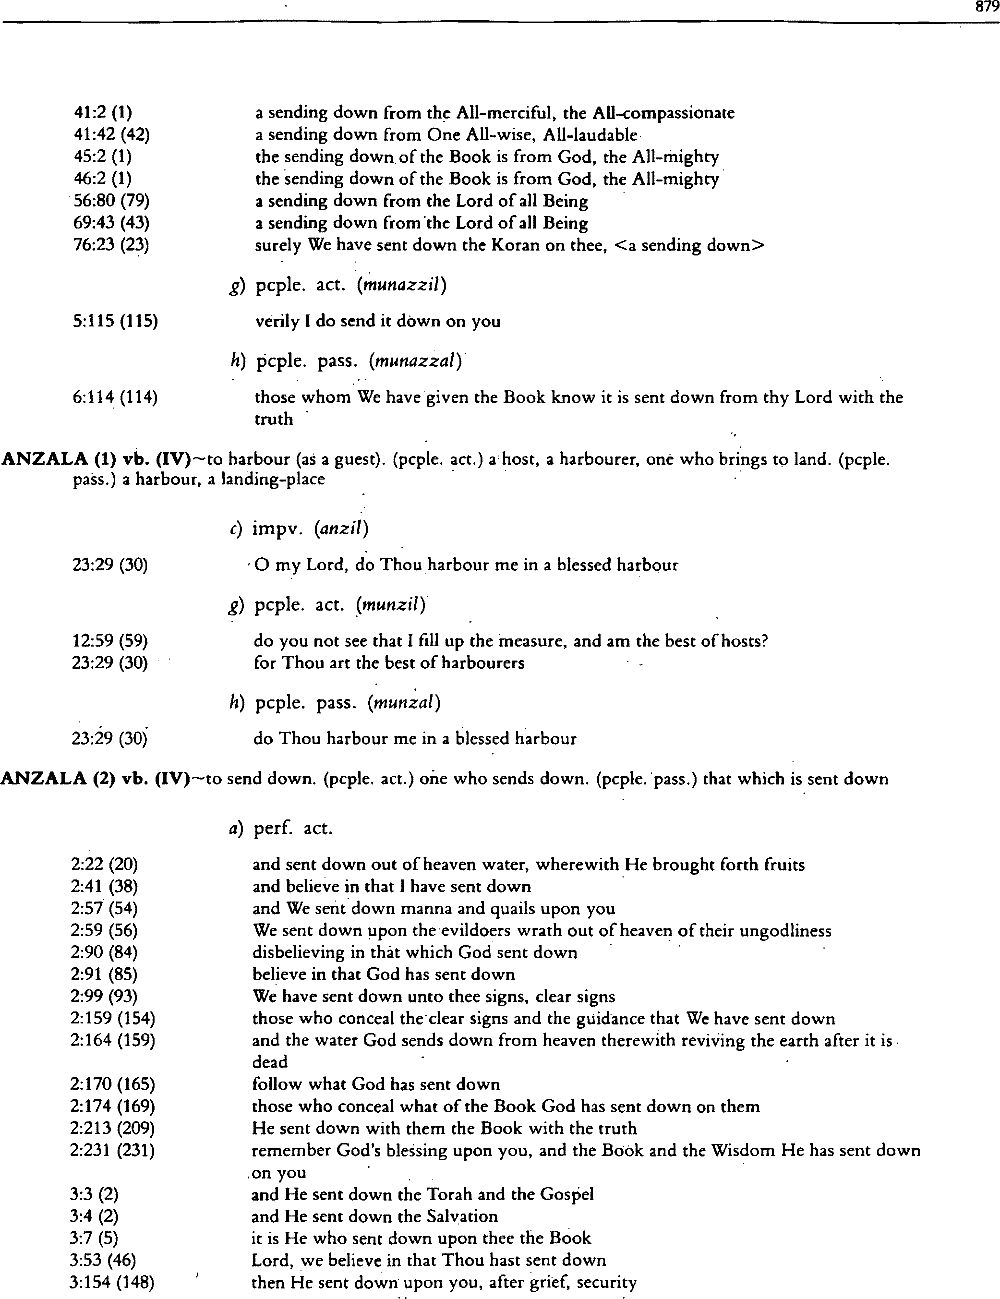 879
41:2 (1) a sending down from the All-merciful, the All-compassionate
41:42 (42) a sending down from One All-wise, All-laudable
45:2 (1) the sending down of the Book is from God, the All-mighty
46:2 (1) the sending down of the Book is from God, the All-mighty
56:80 (79) a sending down from the Lord of all Being
69:43 (43) a sending down from the Lord of all Being
76:23 (23) surely We have sent down the Koran on thee, <a sending down>
g) pcple. act. (munazzil)
5:115 (115) verily I do send it down on you
h) pcple. pass. (munazzal)
6:114 (114) those whom We have given the Book know it is sent down from thy Lord with the
truth
ANZALA (1) vb. (IV)~to harbour (as a guest). (pcple. act.) a host, a harbourer, one who brings to land. (pcple.
pass.) a harbour, a landing-place
c) impv. (anzil)
23:29 (30) O my Lord, do Thou harbour me in a blessed harbour
g) pcple. act. (munzil)
12:59 (59) do you not see that I fill up the measure, and am the best of hosts?
23:29 (30) for Thou art the best of harbourers
h) pcple. pass. (munzal)
23:29 (30) do Thou harbour me in a blessed harbour
ANZALA (2) vb. (IV)~to send down. (pcple. act.) one who sends down. (pcple. pass.) that which is sent down
a) perf. act.
2:22 (20) and sent down out of heaven water, wherewith He brought forth fruits
2:41 (38) and believe in that I have sent down
2:57 (54) and We sent down manna and quails upon you
2:59 (56) We sent down upon the evildoers wrath out of heaven of their ungodliness
2:90 (84) disbelieving in that which God sent down
2:91 (85) believe in that God has sent down
2:99 (93) We have sent down unto thee signs, clear signs
2:159 (154) those who conceal the clear signs and the guidance that We have sent down
2:164 (159) and the water God sends down from heaven therewith reviving the earth after it is
dead
2:170 (165) follow what God has sent down
2:174 (169) those who conceal what of the Book God has sent down on them
2:213 (209) He sent down with them the Book with the truth
2:231 (231) remember God's blessing upon you, and the Book and the Wisdom He has sent down
on you
3:3 (2) and He sent down the Torah and the Gospel
3:4 (2) and He sent down the Salvation
3:7 (5) it is He who sent down upon thee the Book
3:53 (46) Lord, we believe in that Thou hast sent down
3:154 (148) then He sent down upon you, after grief, security